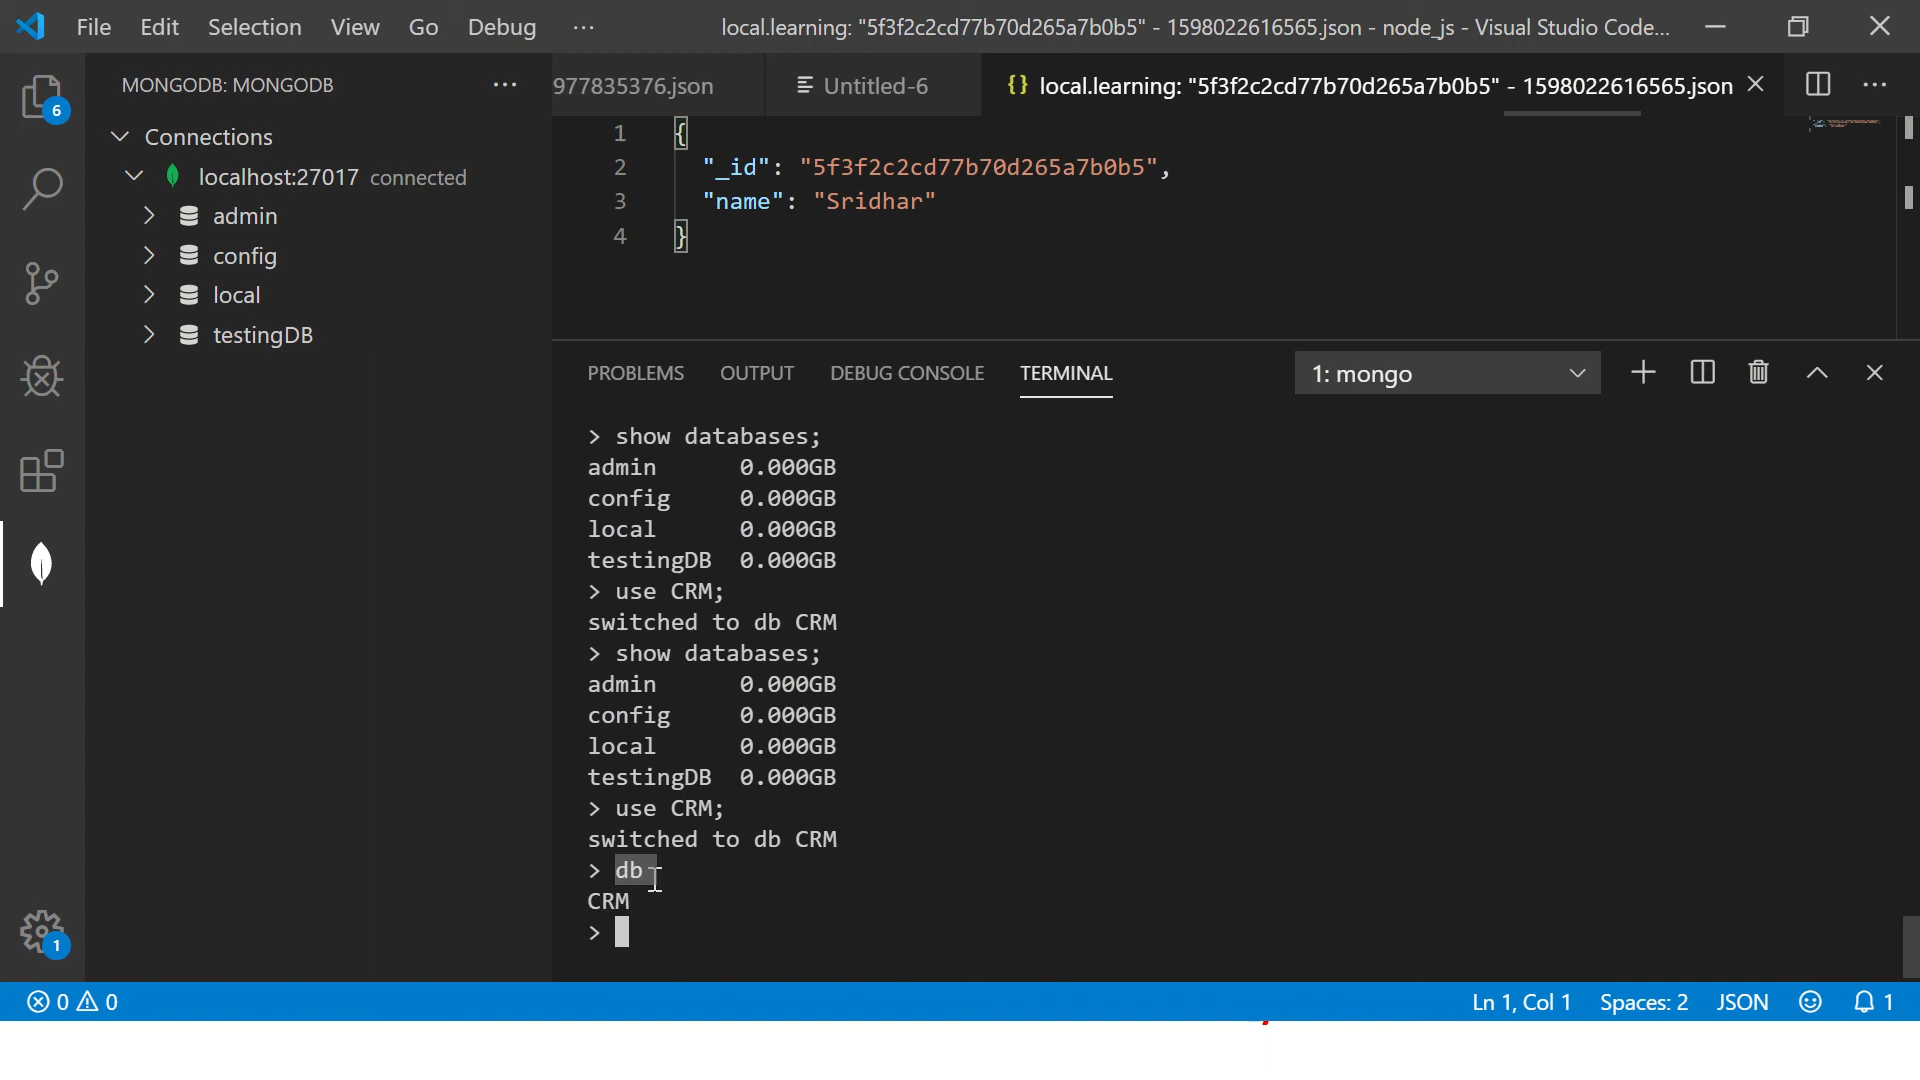 File Edit Selection View Go Debug ··· local.learning: "5f3f2c2cd77b70d265a7b0b5" - 1598022616565.json - node_js - Visual Studio Code...
MONGODB: MONGODB ··· 977835376.json Untitled-6 {} local.learning: "5f3f2c2cd77b70d265a7b0b5" - 1598022616565.json ···
6
Connections
localhost:27017 connected
admin
config
local
testingDB
1 {
2 "_id": "5f3f2c2cd77b70d265a7b0b5",
3 "name": "Sridhar"
4 }
PROBLEMS OUTPUT DEBUG CONSOLE TERMINAL 1: mongo
> show databases;
admin 0.000GB
config 0.000GB
local 0.000GB
testingDB 0.000GB
> use CRM;
switched to db CRM
> show databases;
admin 0.000GB
config 0.000GB
local 0.000GB
testingDB 0.000GB
> use CRM;
switched to db CRM
> db
CRM
>
1
0 0 Ln 1, Col 1 Spaces: 2 JSON 1